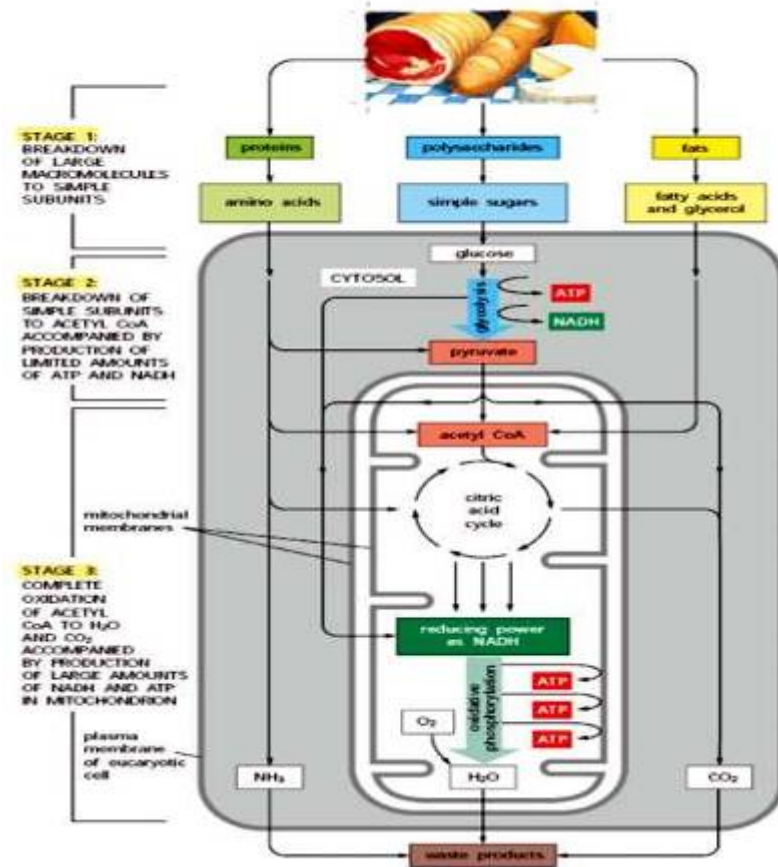 STAGE 1:
BREAKDOWN
OF LARGE
MACROMOLECULES
TO SIMPLE
SUBUNITS
proteins
polysaccharides
fats
amino acids
simple sugars
fatty acids
and glycerol
STAGE 2:
BREAKDOWN OF
SIMPLE SUBUNITS
TO ACETYL CoA
ACCOMPANIED BY
PRODUCTION OF
LIMITED AMOUNTS
OF ATP AND NADH
glucose
CYTOSOL
glycolysis
ATP
NADH
pyruvate
acetyl CoA
citric
acid
cycle
mitochondrial
membranes
STAGE 3:
COMPLETE
OXIDATION
OF ACETYL
CoA TO H₂O
AND CO₂
ACCOMPANIED
BY PRODUCTION
OF LARGE AMOUNTS
OF NADH AND ATP
IN MITOCHONDRION
reducing power
as NADH
oxidative
phosphorylation
ATP
ATP
ATP
O₂
plasma
membrane
of eucaryotic
cell
NH₃
H₂O
CO₂
waste products